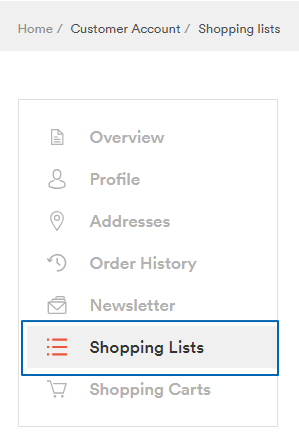 Home / Customer Account / Shopping lists
Overview
Profile
Addresses
Order History
Newsletter
Shopping Lists
Shopping Carts